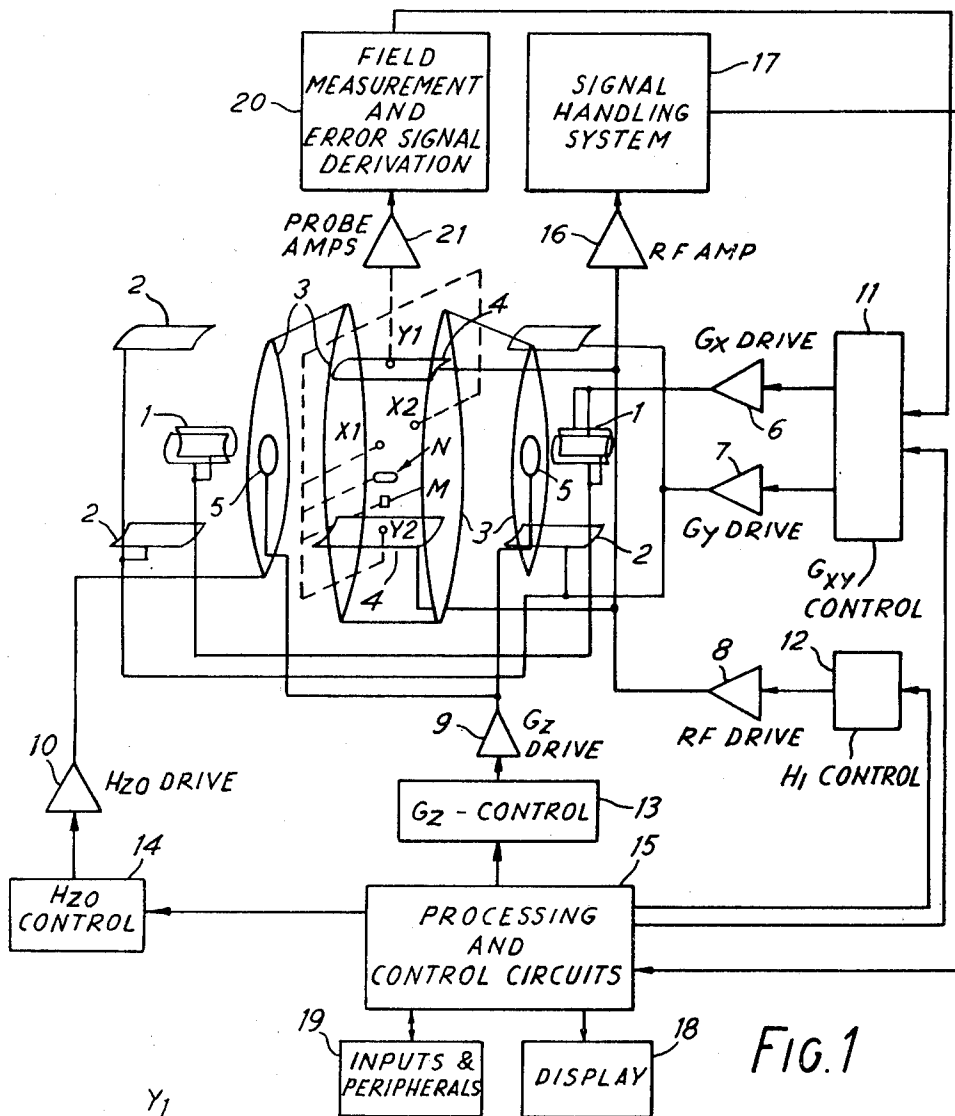 FIELD
MEASUREMENT
AND
ERROR SIGNAL
DERIVATION
20
SIGNAL
HANDLING
SYSTEM
17
PROBE
AMPS
21
16
RF AMP
2
3
4
Y1
11
GX DRIVE
6
1
X1
X2
N
M
5
5
1
7
GY DRIVE
2
Y2
4
3
2
GXY
CONTROL
8
12
RF DRIVE
H1 CONTROL
9
GZ
DRIVE
10
HZO DRIVE
GZ - CONTROL
13
14
HZO
CONTROL
15
PROCESSING
AND
CONTROL CIRCUITS
19
INPUTS &
PERIPHERALS
DISPLAY
18
FIG.1
Y1